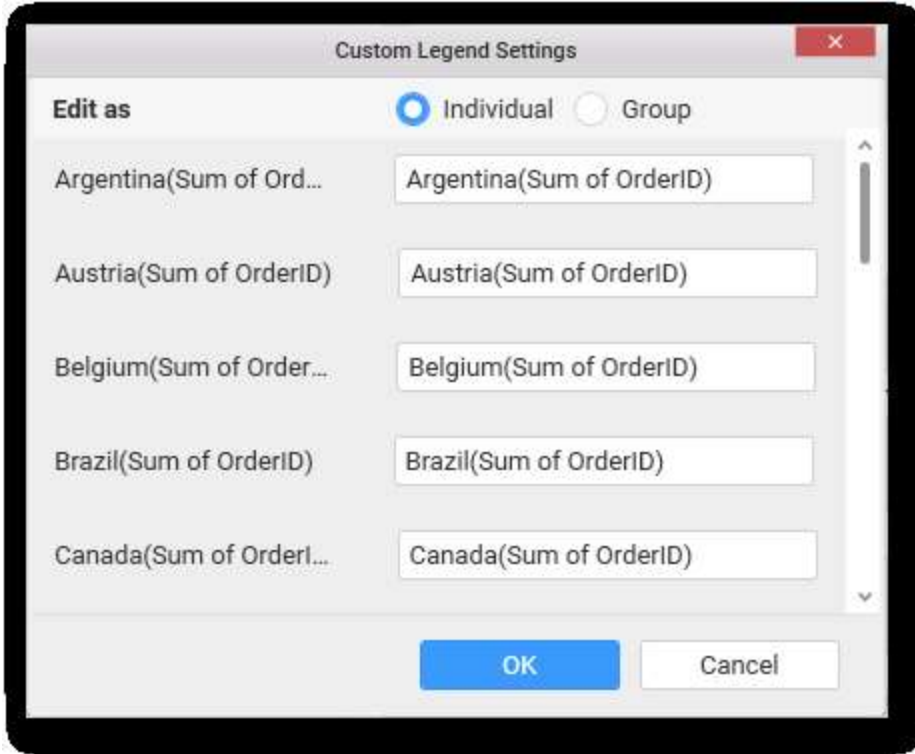 Custom Legend Settings
Edit as Individual Group
Argentina(Sum of Ord... Argentina(Sum of OrderID)
Austria(Sum of OrderID) Austria(Sum of OrderID)
Belgium(Sum of Order... Belgium(Sum of OrderID)
Brazil(Sum of OrderID) Brazil(Sum of OrderID)
Canada(Sum of OrderI... Canada(Sum of OrderID)
OK Cancel